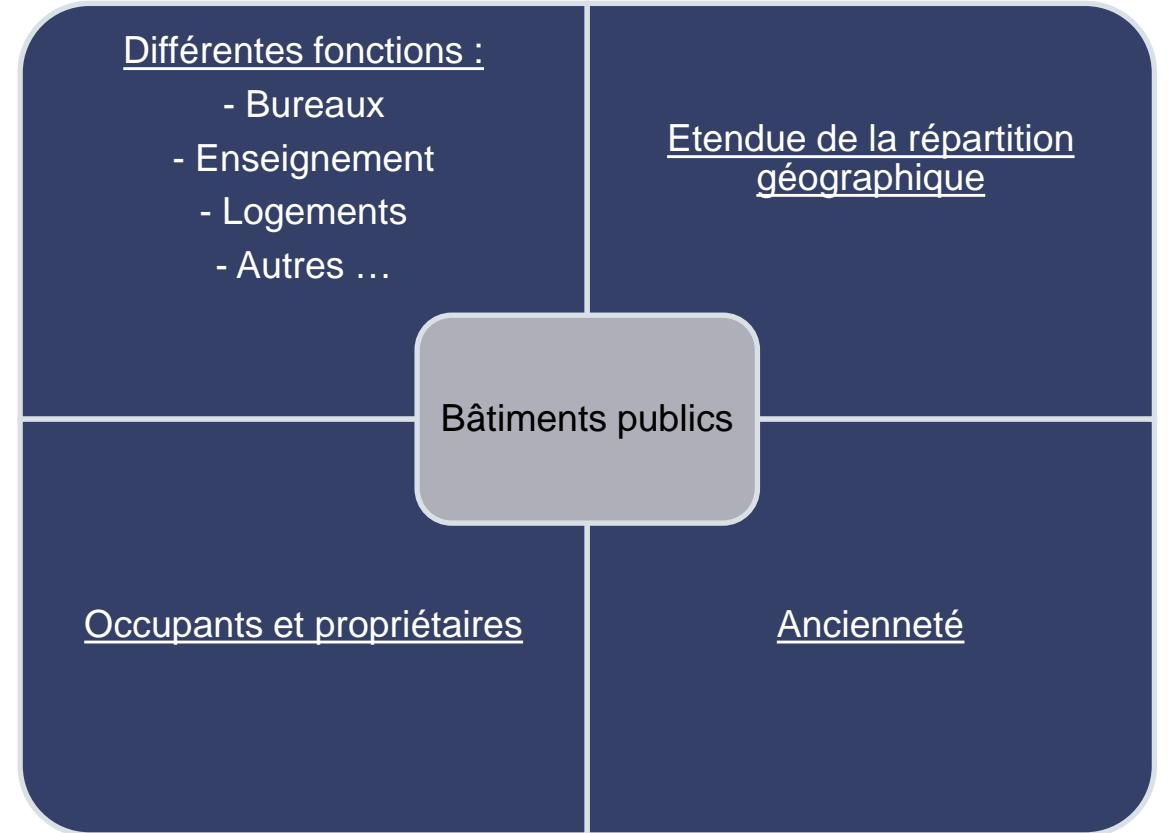 Différentes fonctions :
- Bureaux
- Enseignement
- Logements
- Autres …
Etendue de la répartition
géographique
Bâtiments publics
Occupants et propriétaires
Ancienneté